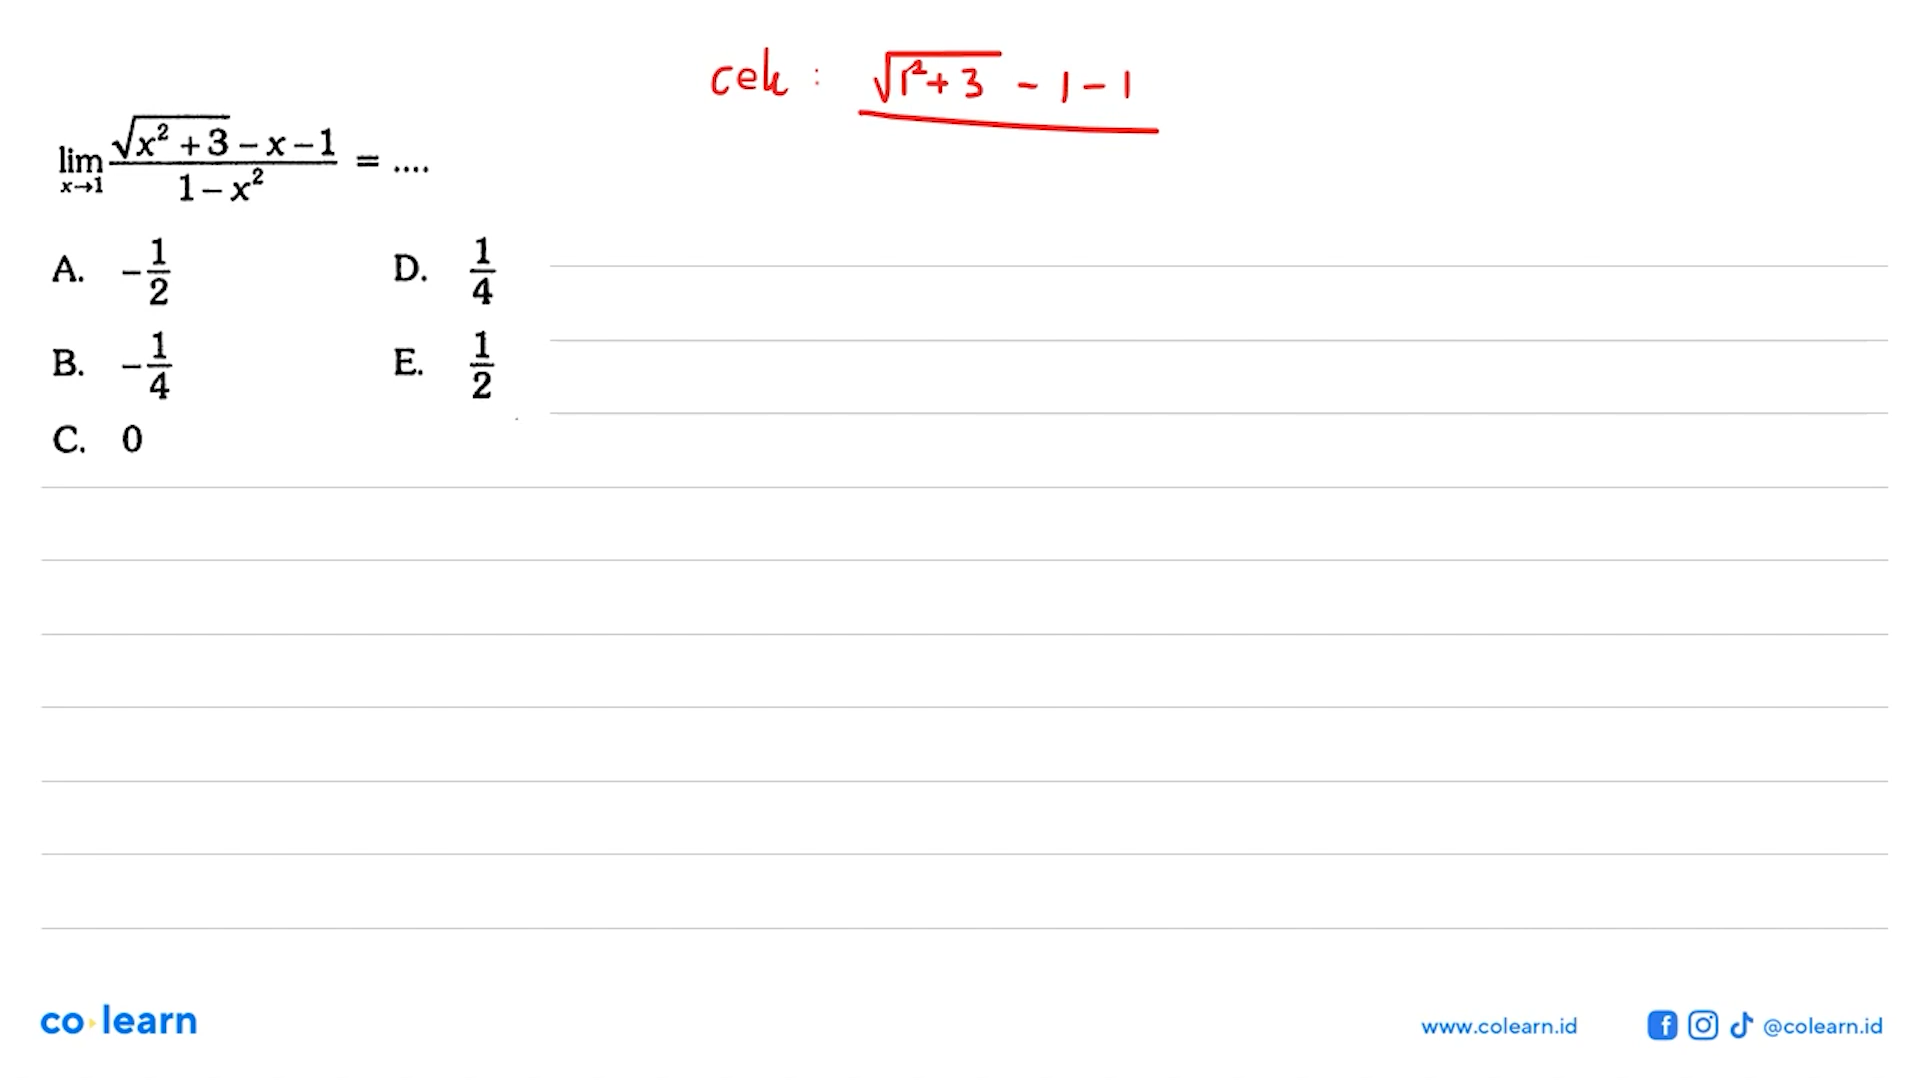 cek : √(1²+3) - 1 - 1
lim x→1 (√(x² + 3) – x – 1)/(1 – x²) = ....
A. –1/2
D. 1/4
B. –1/4
E. 1/2
C. 0
co learn
www.colearn.id
@colearn.id